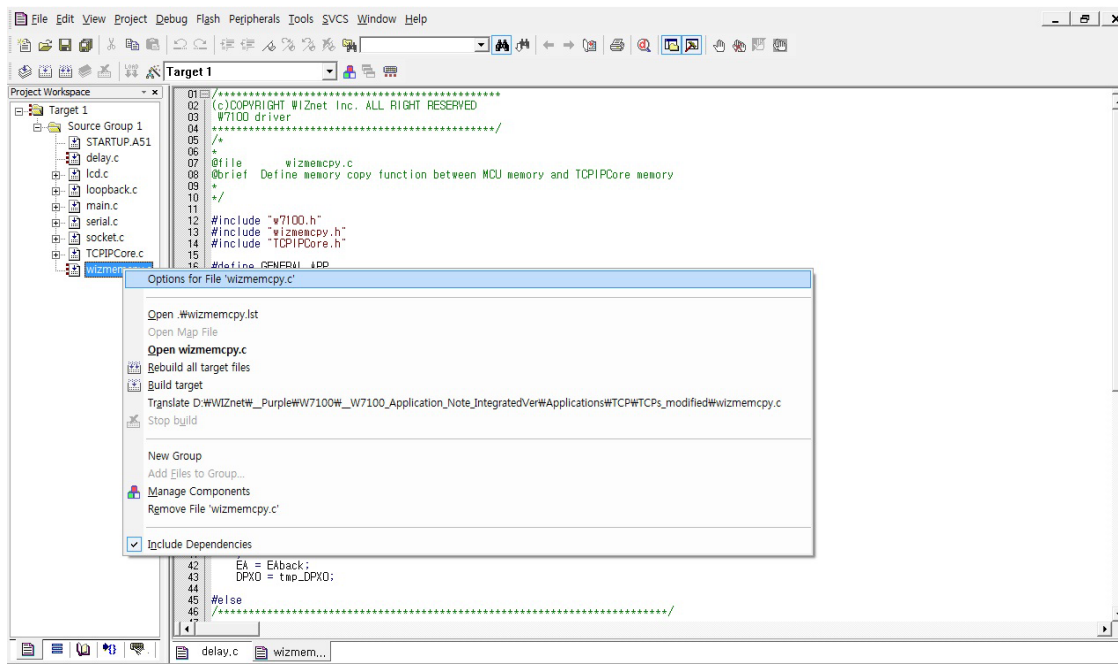 File Edit View Project Debug Flash Peripherals Tools SVCS Window Help
Target 1
Project Workspace
Target 1
Source Group 1
STARTUP.A51
delay.c
lcd.c
loopback.c
main.c
serial.c
socket.c
TCPIPCore.c
01 /************************************************
02 (c)COPYRIGHT WIZnet Inc. ALL RIGHT RESERVED
03 W7100 driver
04 ************************************************/
05 /*
06 *
07 @file wizmemcpy.c
08 @brief Define memory copy function between MCU memory and TCPIPCore memory
09 *
10 */
11
12 #include "w7100.h"
13 #include "wizmemcpy.h"
14 #include "TCPIPCore.h"
15
16 #define GENERAL_APP
Options for File 'wizmemcpy.c'
Open .₩wizmemcpy.lst
Open Map File
Open wizmemcpy.c
Rebuild all target files
Build target
Translate D:₩WIZnet₩__Purple₩W7100₩__W7100_Application_Note_IntegratedVer₩Applications₩TCP₩TCPs_modified₩wizmemcpy.c
Stop build
New Group
Add Files to Group...
Manage Components
Remove File 'wizmemcpy.c'
Include Dependencies
42 EA = EAback;
43 DPX0 = tmp_DPX0;
44
45 #else
46 /*************************************************************************/
delay.c wizmem...